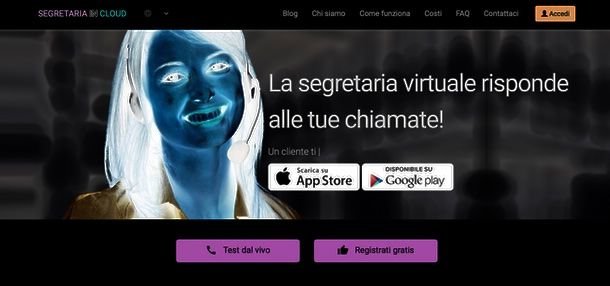 SEGRETARIA IN CLOUD
Blog Chi siamo Come funziona Costi FAQ Contattaci Accedi
La segretaria virtuale risponde
alle tue chiamate!
Un cliente ti |
Scarica su DISPONIBILE SU
App Store Google play
Test dal vivo Registrati gratis